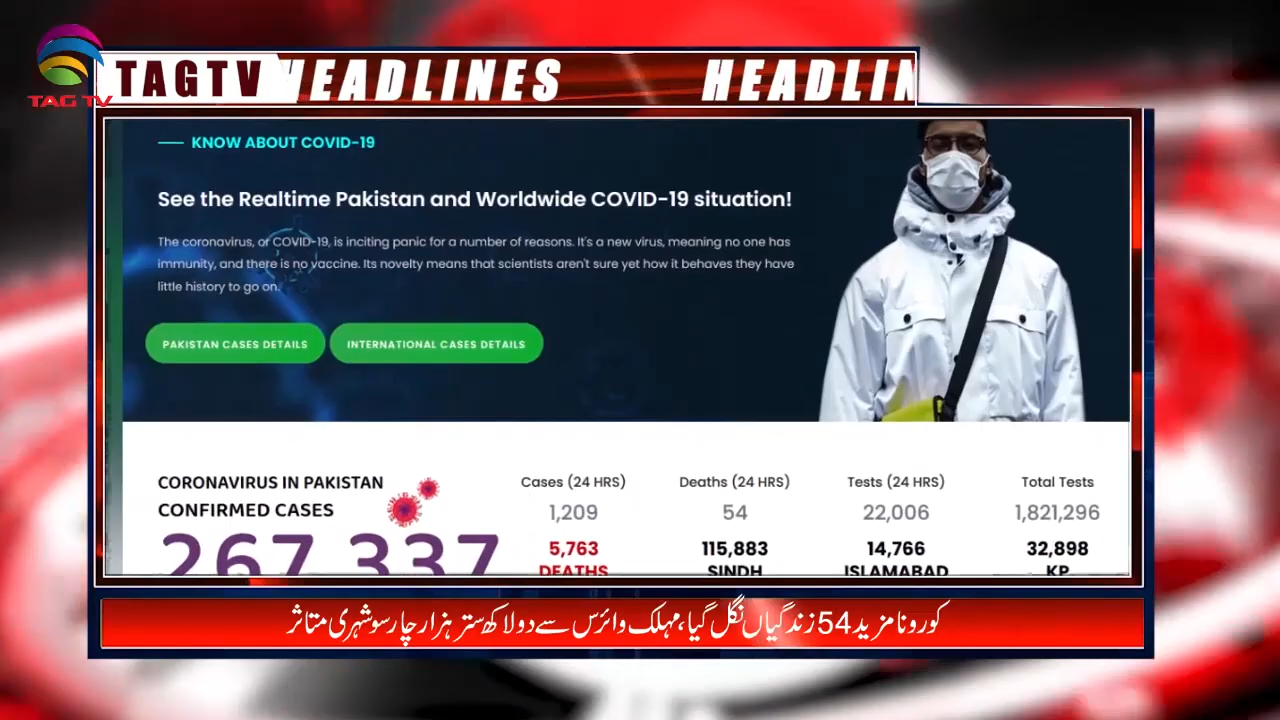 TAG TV
TAGTV HEADLINES HEADLIN
KNOW ABOUT COVID-19
See the Realtime Pakistan and Worldwide COVID-19 situation!
The coronavirus, or COVID-19, is inciting panic for a number of reasons. It's a new virus, meaning no one has
immunity, and there is no vaccine. Its novelty means that scientists aren't sure yet how it behaves they have
little history to go on.
PAKISTAN CASES DETAILS INTERNATIONAL CASES DETAILS
CORONAVIRUS IN PAKISTAN
CONFIRMED CASES
267,337
Cases (24 HRS) Deaths (24 HRS) Tests (24 HRS) Total Tests
1,209 54 22,006 1,821,296
5,763 115,883 14,766 32,898
DEATHS SINDH ISLAMABAD KP
کورونا مزید 54 زندگیاں نگل گیا، مہلک وائرس سے دو لاکھ ستر ہزار چار سو شہری متاثر